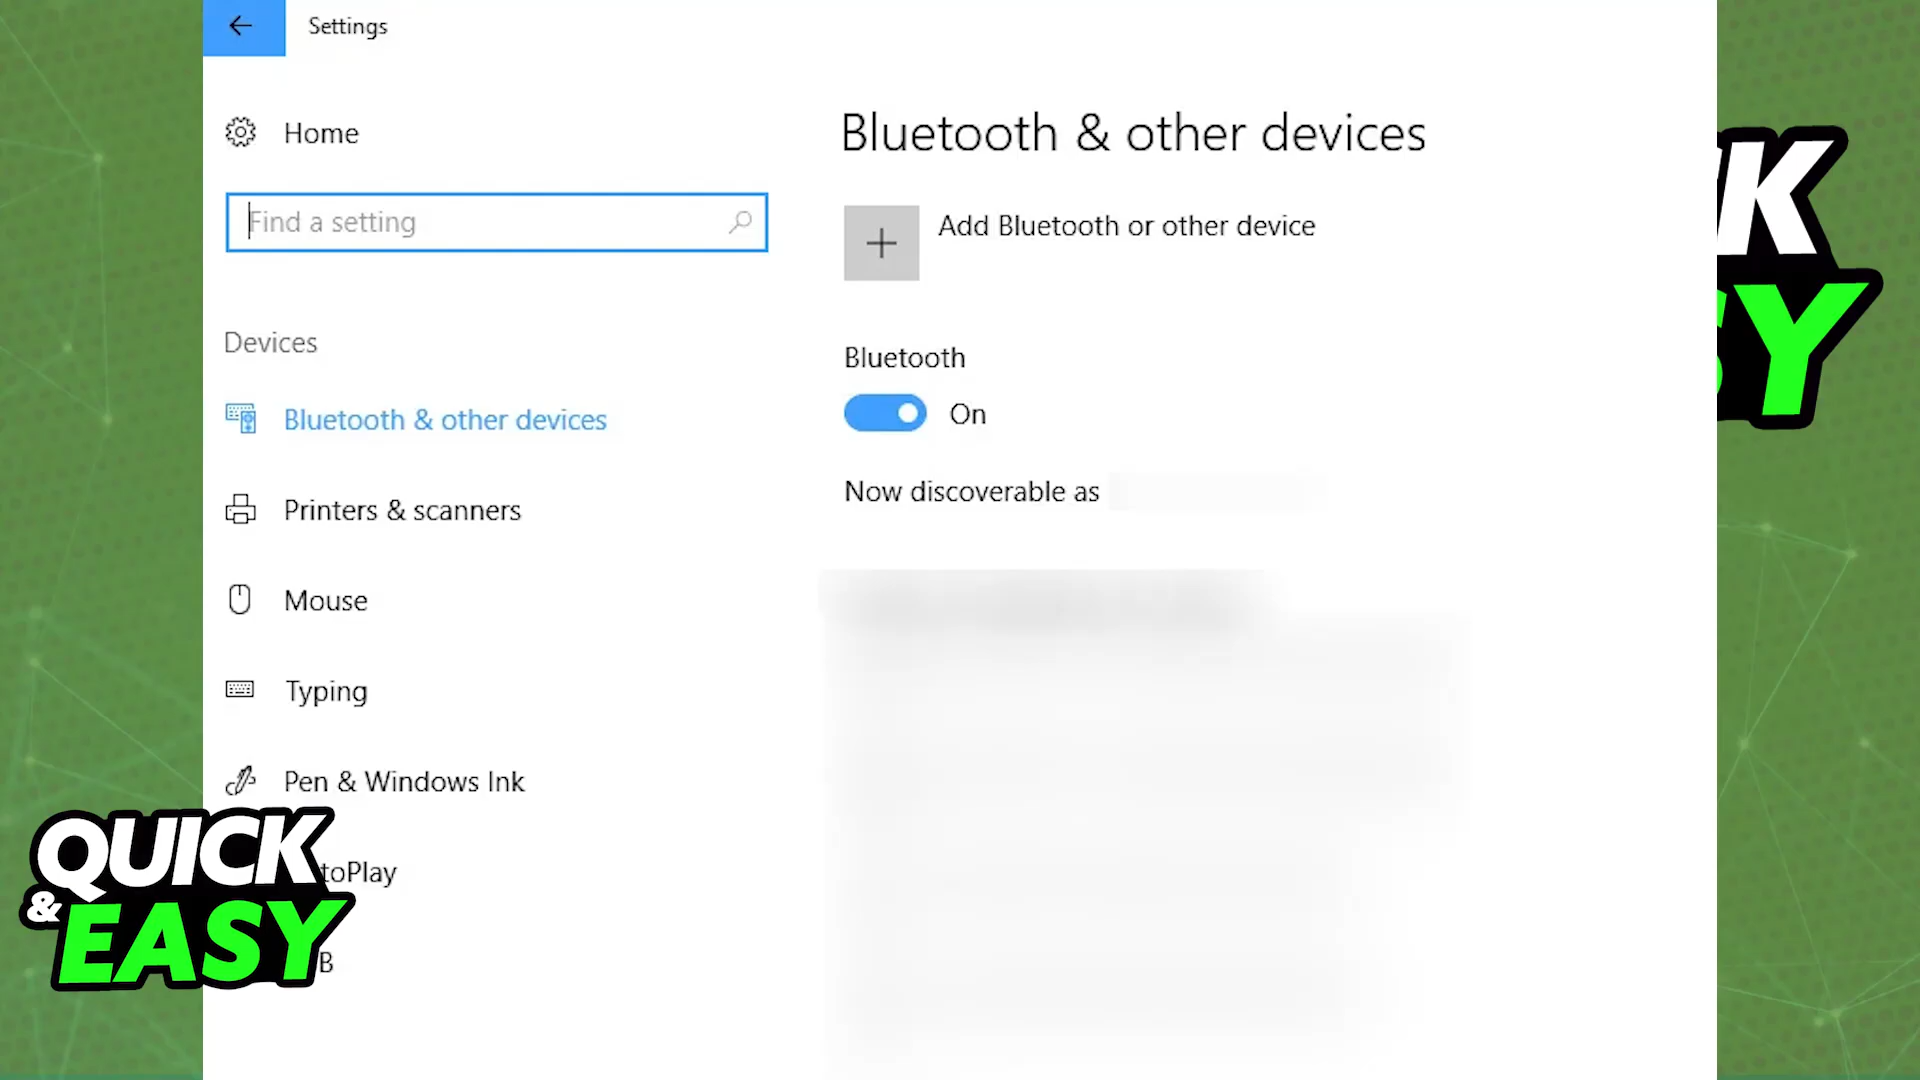 Settings
Home
Find a setting
Devices
Bluetooth & other devices
Printers & scanners
Mouse
Typing
Pen & Windows Ink
toPlay
B
Bluetooth & other devices
Add Bluetooth or other device
Bluetooth
On
Now discoverable as
QUICK
& EASY
K
SY